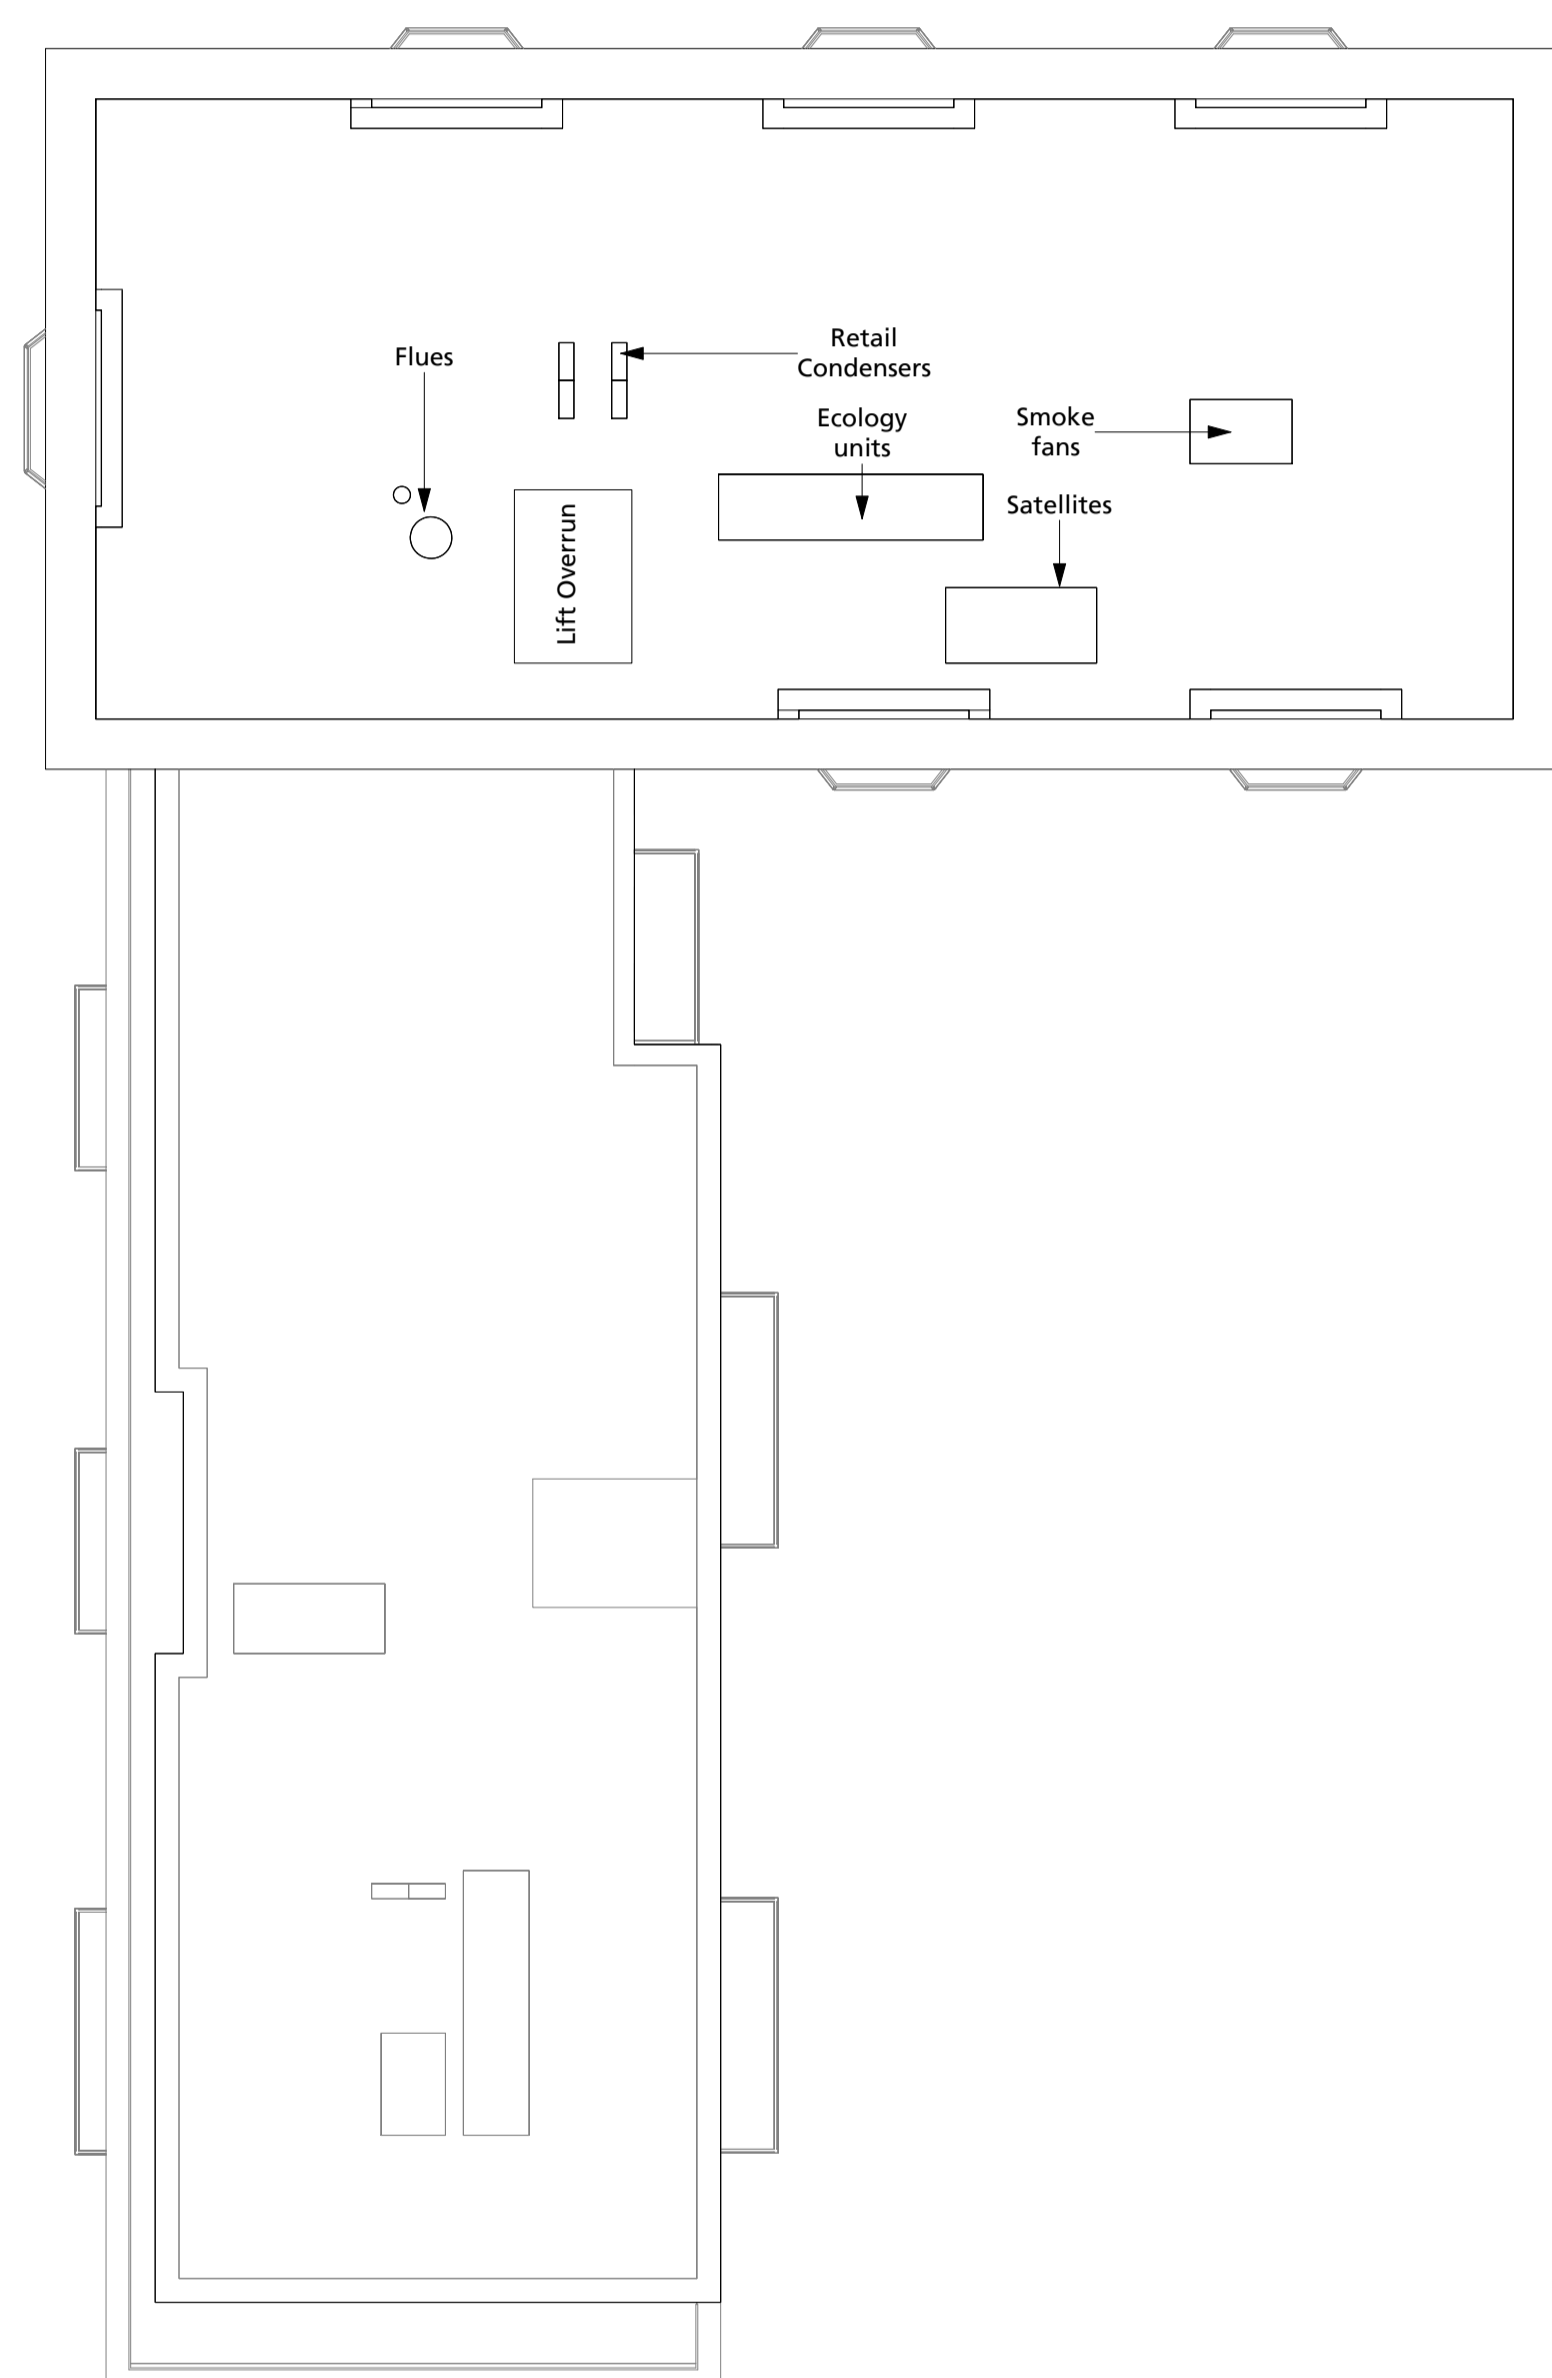 Retail
Condensers
Flues
Ecology
units
Smoke
fans
Satellites
Lift Overrun